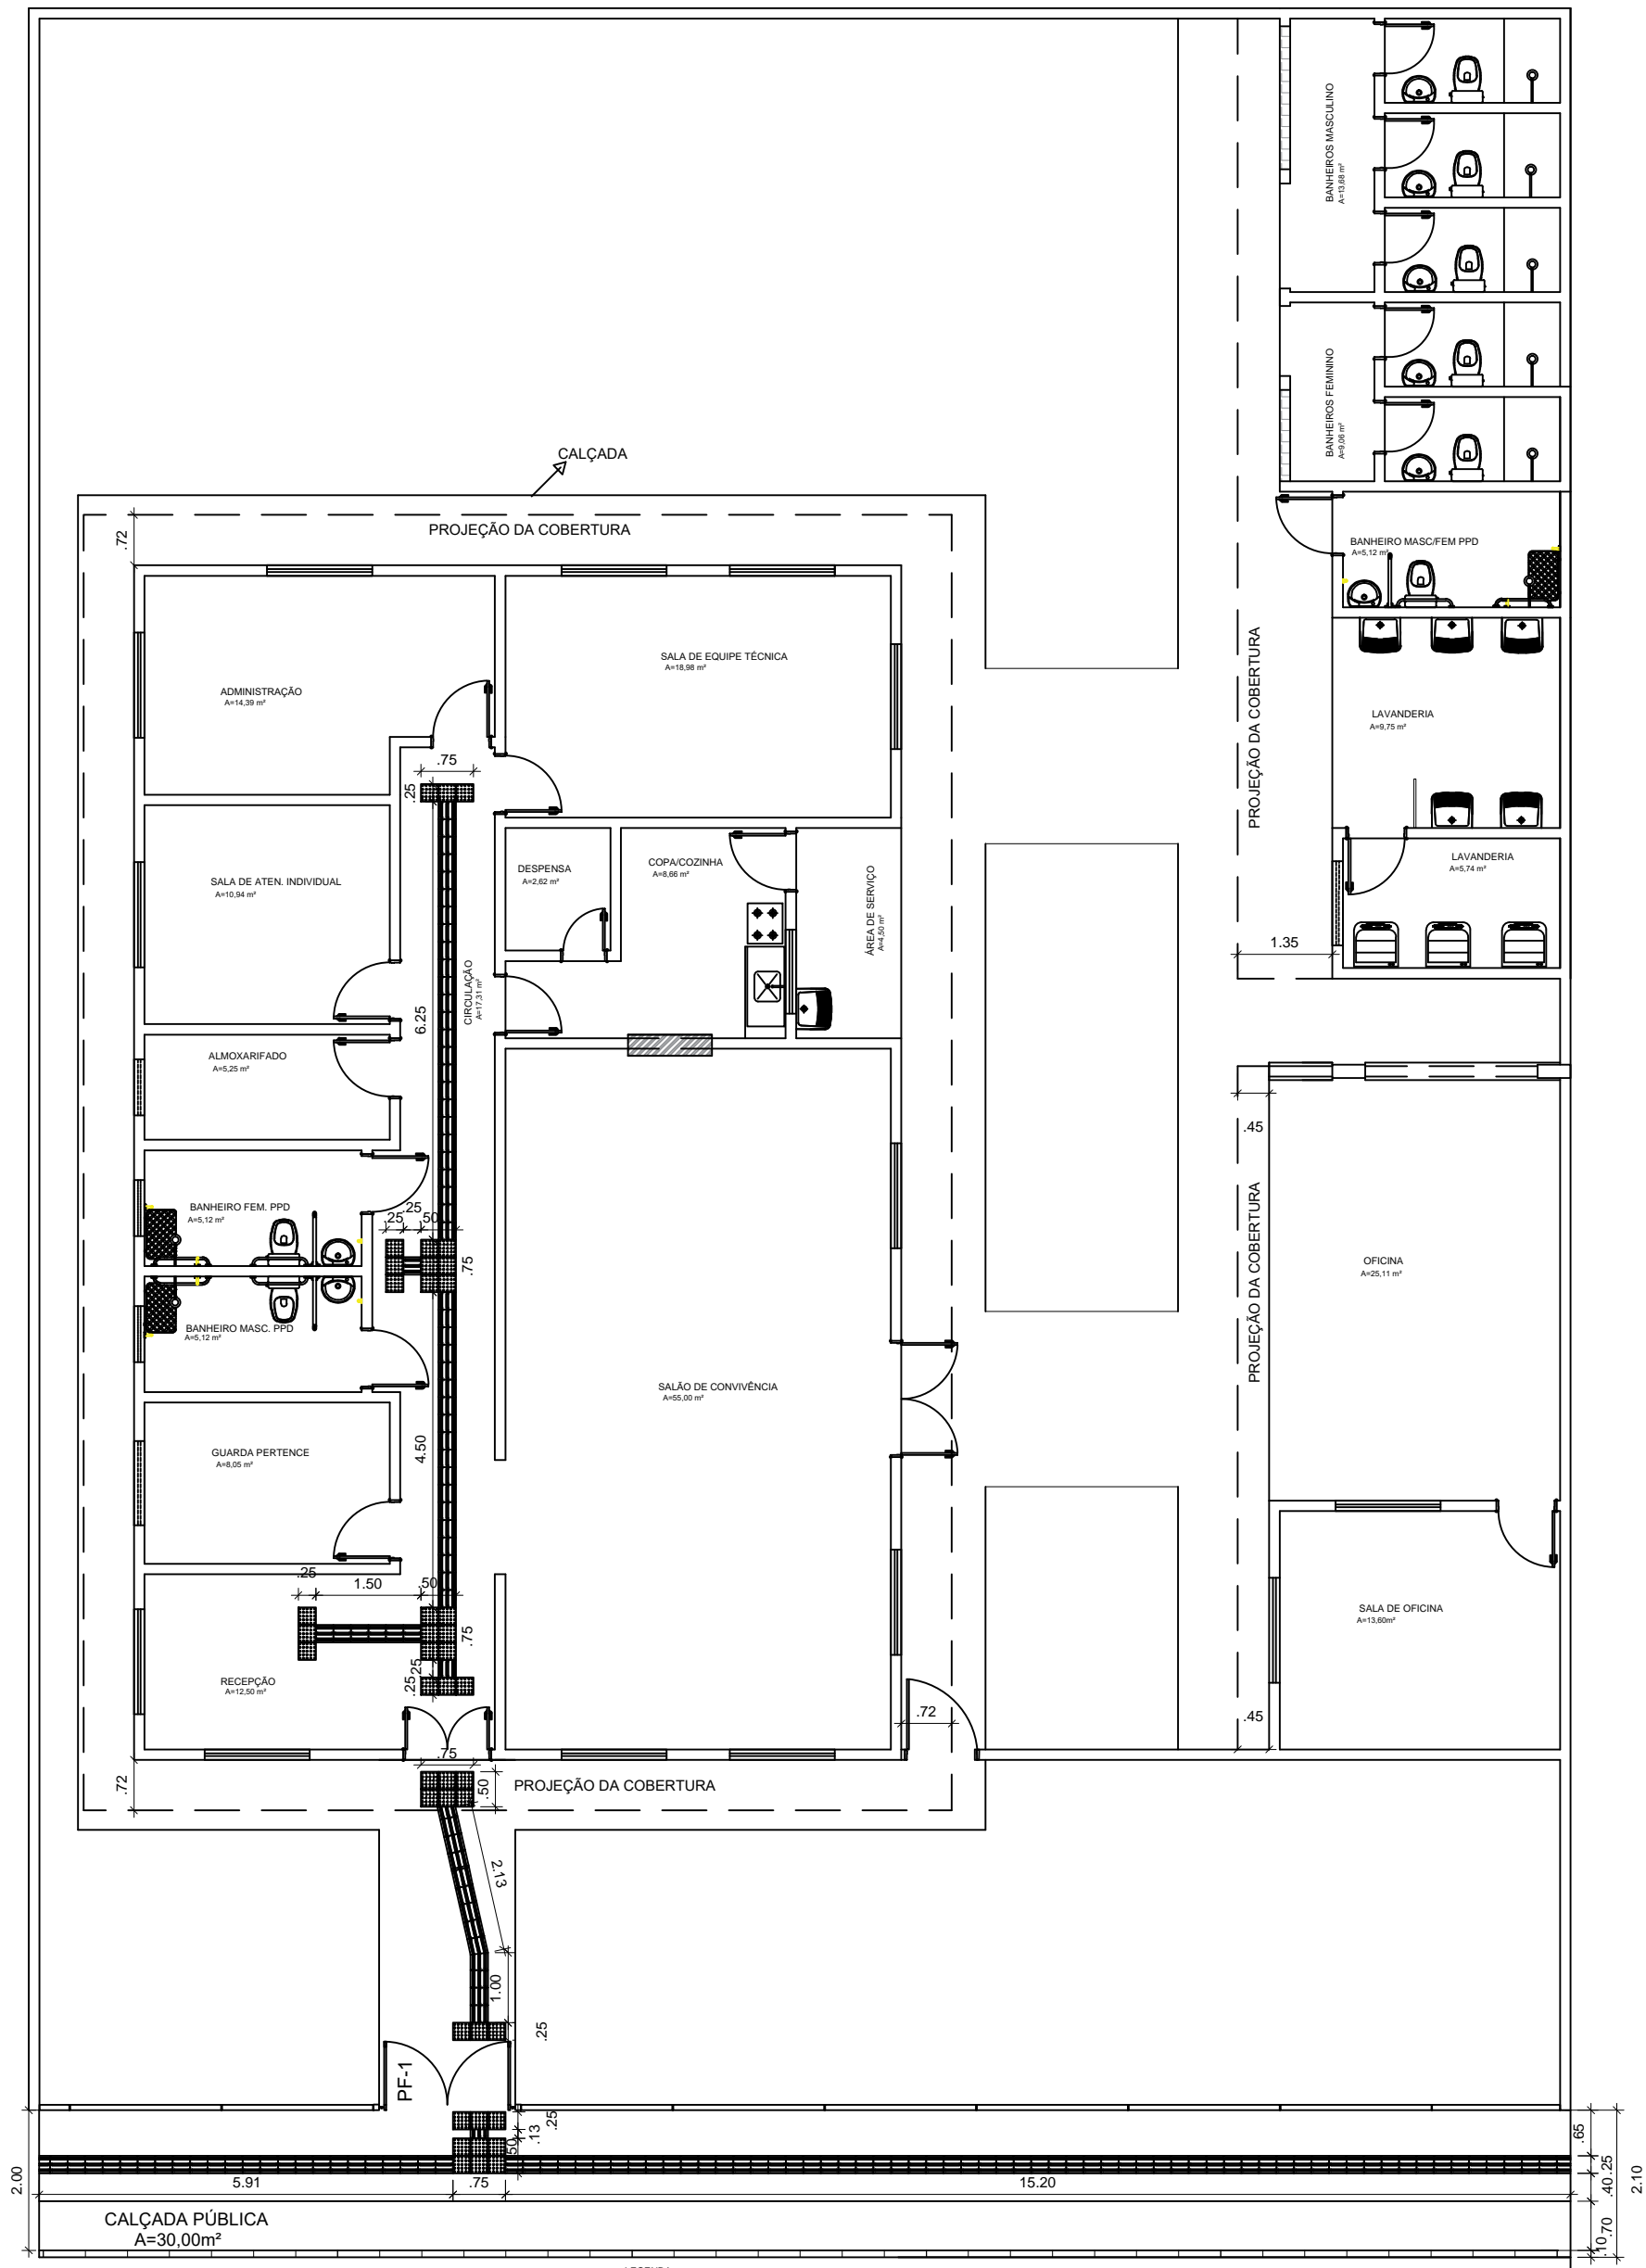 BANHEIROS MASCULINO
A=13,68 m²
BANHEIROS FEMININO
A=9,06 m²
CALÇADA
PROJEÇÃO DA COBERTURA
.72
BANHEIRO MASC/FEM PPD
A=5,12 m²
ADMINISTRAÇÃO
A=14,39 m²
SALA DE EQUIPE TÉCNICA
A=18,98 m²
PROJEÇÃO DA COBERTURA
LAVANDERIA
A=9,75 m²
.75
.25
SALA DE ATEN. INDIVIDUAL
A=10,94 m²
DESPENSA
A=2,62 m²
COPA/COZINHA
A=8,66 m²
ÁREA DE SERVIÇO
A=4,50 m²
LAVANDERIA
A=5,74 m²
1.35
CIRCULAÇÃO
A=17,31 m²
6.25
ALMOXARIFADO
A=5,25 m²
.45
BANHEIRO FEM. PPD
A=5,12 m²
.25
.25
.50
.75
PROJEÇÃO DA COBERTURA
OFICINA
A=25,11 m²
BANHEIRO MASC. PPD
A=5,12 m²
SALÃO DE CONVIVÊNCIA
A=55,00 m²
4.50
GUARDA PERTENCE
A=8,05 m²
.25
1.50
.50
.75
SALA DE OFICINA
A=13,60m²
RECEPÇÃO
A=12,50 m²
.25
.25
.72
.45
.75
.72
.50
PROJEÇÃO DA COBERTURA
2.13
1.00
.25
PF-1
.25
.13
.50
.65
2.00
5.91
.75
15.20
.25
.40
2.10
CALÇADA PÚBLICA
A=30,00m²
.70
.10